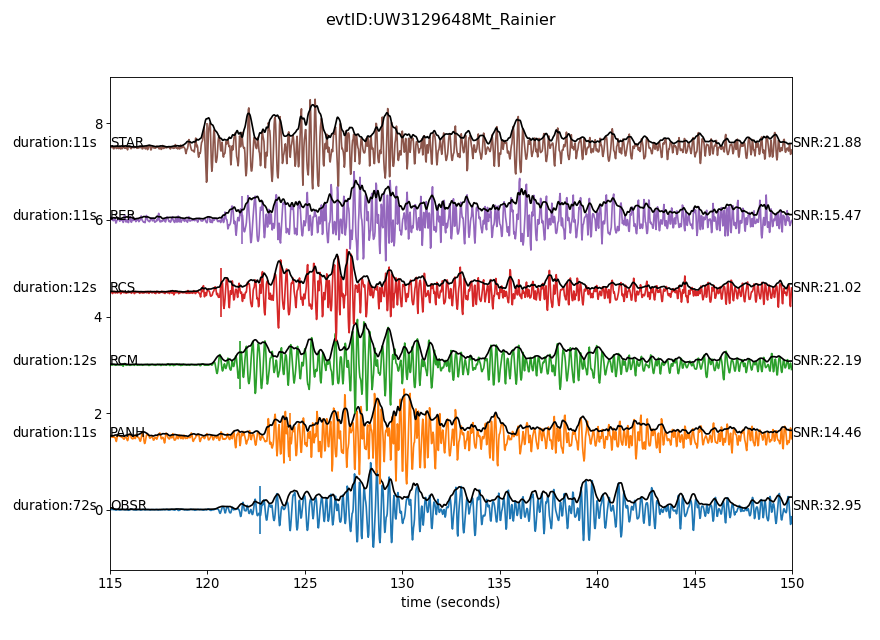 evtID:UW3129648Mt_Rainier
8
duration:11s STAR SNR:21.88
duration:11s RER SNR:15.47
6
duration:12s RCS SNR:21.02
4
duration:12s RCM SNR:22.19
2
duration:11s PANH SNR:14.46
duration:72s OBSR SNR:32.95
0
115 120 125 130 135 140 145 150
time (seconds)